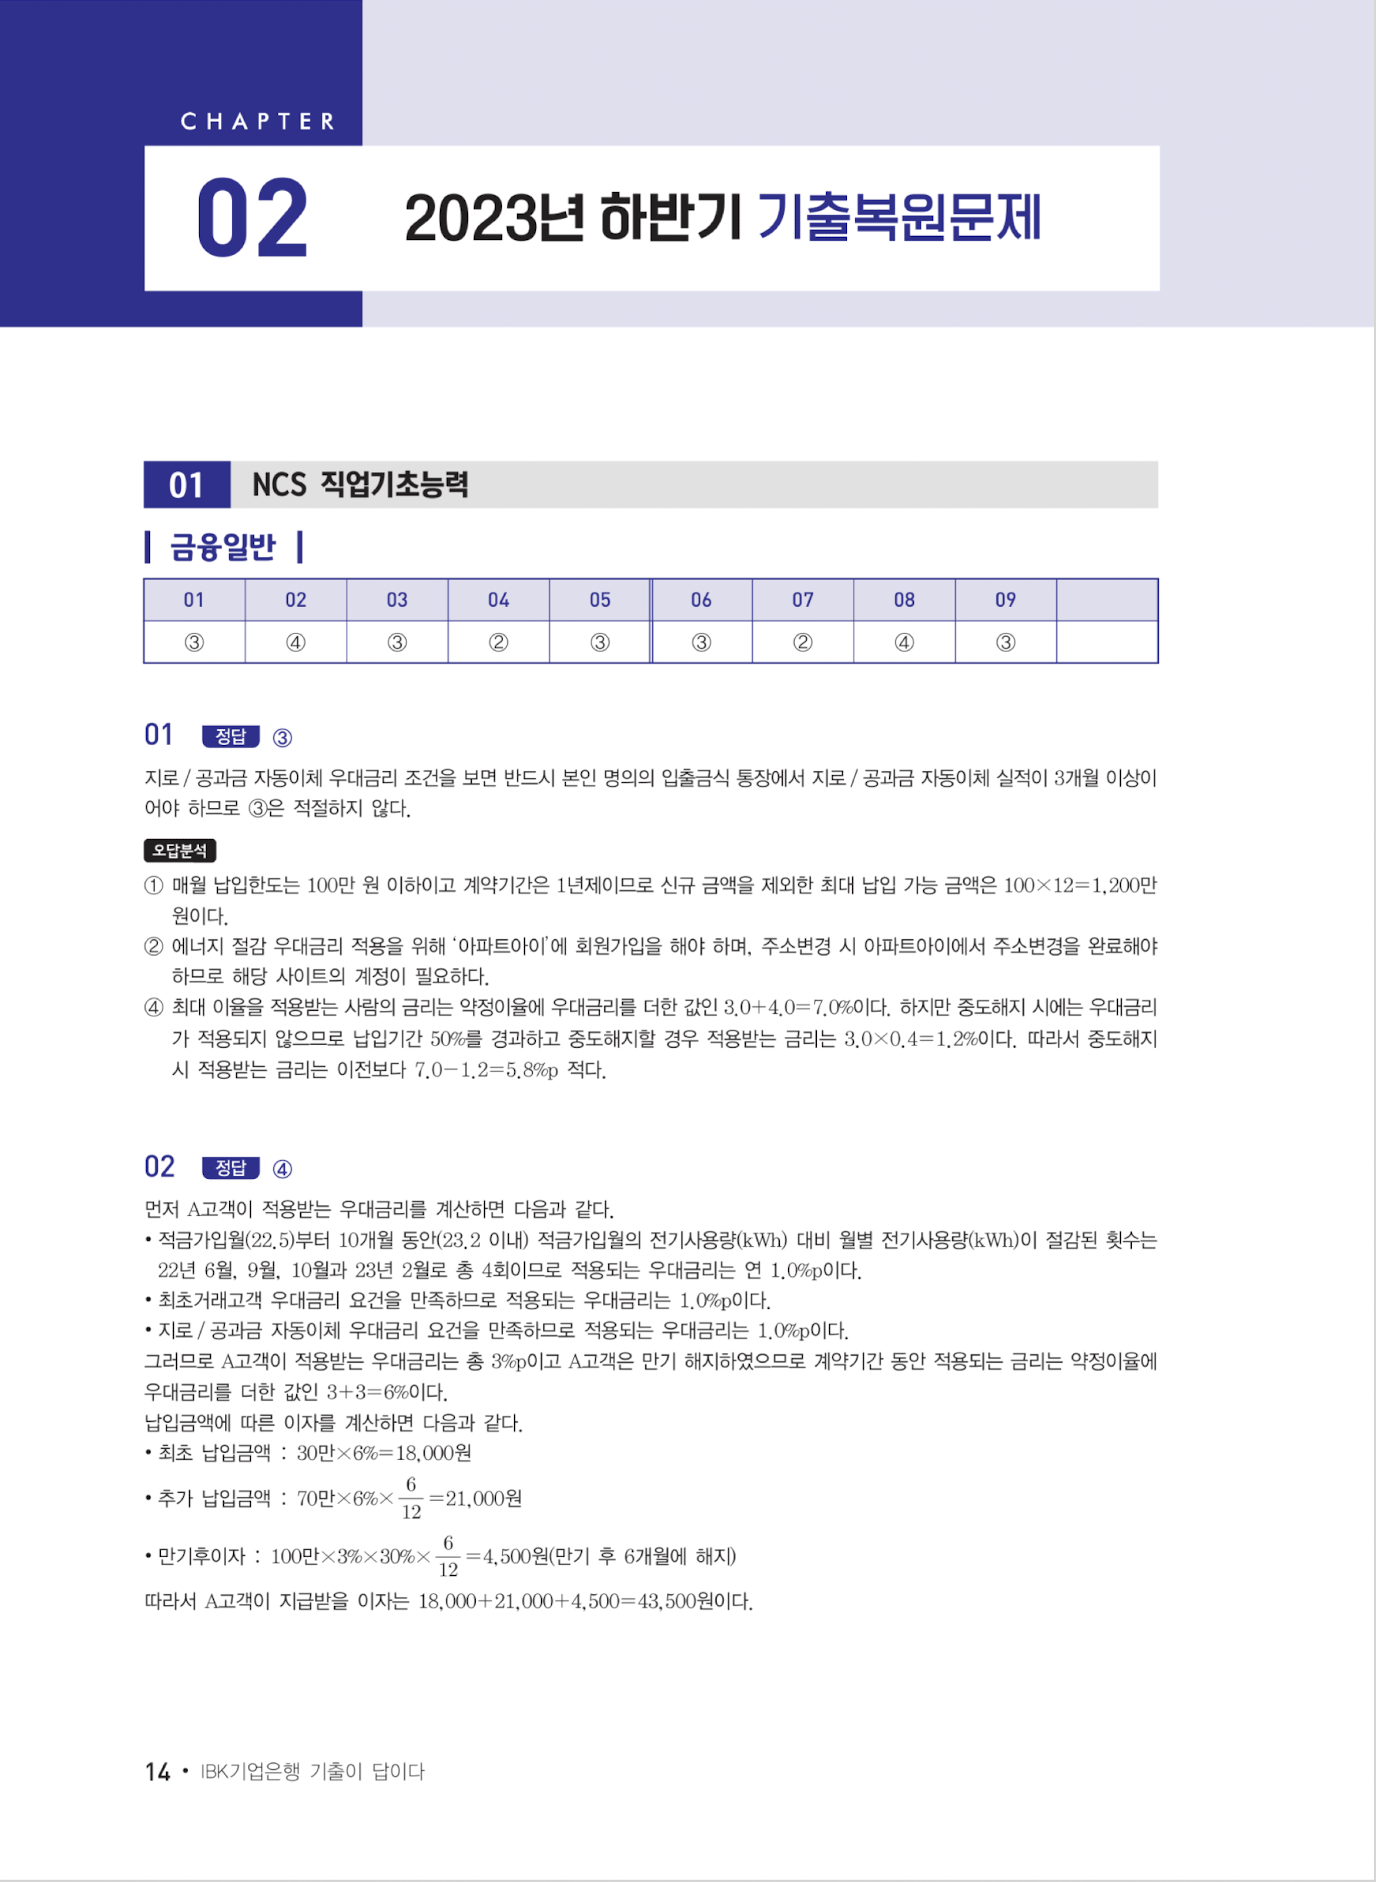 CHAPTER
02
2023년 하반기 기출복원문제
01 NCS 직업기초능력
금융일반
01 02 03 04 05 06 07 08 09
③ ④ ③ ② ③ ③ ② ④ ③
01 정답 ③
지로 / 공과금 자동이체 우대금리 조건을 보면 반드시 본인 명의의 입출금식 통장에서 지로 / 공과금 자동이체 실적이 3개월 이상이
어야 하므로 ③은 적절하지 않다.
오답분석
① 매월 납입한도는 100만 원 이하이고 계약기간은 1년제이므로 신규 금액을 제외한 최대 납입 가능 금액은 100×12=1,200만
원이다.
② 에너지 절감 우대금리 적용을 위해 ‘아파트아이’에 회원가입을 해야 하며, 주소변경 시 아파트아이에서 주소변경을 완료해야
하므로 해당 사이트의 계정이 필요하다.
④ 최대 이율을 적용받는 사람의 금리는 약정이율에 우대금리를 더한 값인 3.0+4.0=7.0%이다. 하지만 중도해지 시에는 우대금리
가 적용되지 않으므로 납입기간 50%를 경과하고 중도해지할 경우 적용받는 금리는 3.0×0.4=1.2%이다. 따라서 중도해지
시 적용받는 금리는 이전보다 7.0-1.2=5.8%p 적다.
02 정답 ④
먼저 A고객이 적용받는 우대금리를 계산하면 다음과 같다.
• 적금가입월(22.5)부터 10개월 동안(23.2 이내) 적금가입월의 전기사용량(kWh) 대비 월별 전기사용량(kWh)이 절감된 횟수는
22년 6월, 9월, 10월과 23년 2월로 총 4회이므로 적용되는 우대금리는 연 1.0%p이다.
• 최초거래고객 우대금리 요건을 만족하므로 적용되는 우대금리는 1.0%p이다.
• 지로 / 공과금 자동이체 우대금리 요건을 만족하므로 적용되는 우대금리는 1.0%p이다.
그러므로 A고객이 적용받는 우대금리는 총 3%p이고 A고객은 만기 해지하였으므로 계약기간 동안 적용되는 금리는 약정이율에
우대금리를 더한 값인 3+3=6%이다.
납입금액에 따른 이자를 계산하면 다음과 같다.
• 최초 납입금액 : 30만×6%=18,000원
• 추가 납입금액 : 70만×6%×6/12=21,000원
• 만기후이자 : 100만×3%×30%×6/12=4,500원(만기 후 6개월에 해지)
따라서 A고객이 지급받을 이자는 18,000+21,000+4,500=43,500원이다.
14 • IBK기업은행 기출이 답이다